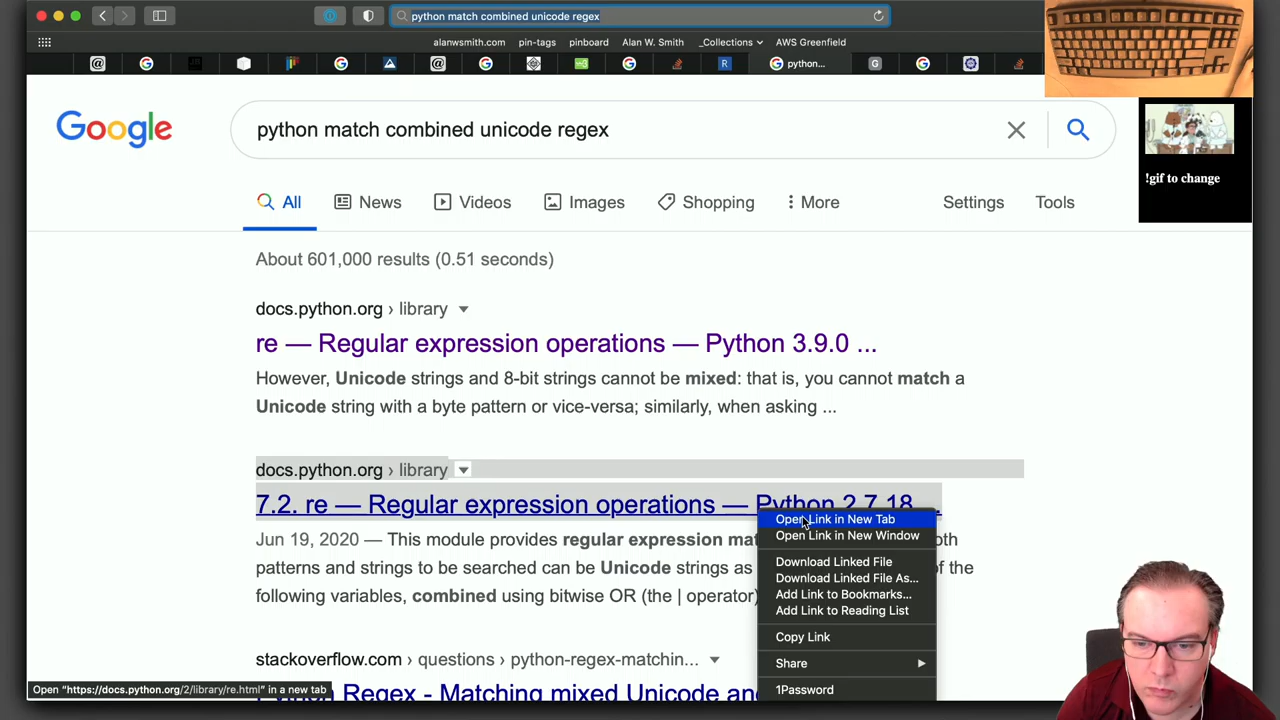 python match combined unicode regex
alanwsmith.com pin-tags pinboard Alan W. Smith _Collections AWS Greenfield
python...
Google
python match combined unicode regex
!gif to change
All News Videos Images Shopping More Settings Tools
About 601,000 results (0.51 seconds)
docs.python.org › library
re — Regular expression operations — Python 3.9.0 ...
However, Unicode strings and 8-bit strings cannot be mixed: that is, you cannot match a
Unicode string with a byte pattern or vice-versa; similarly, when asking ...
docs.python.org › library
7.2. re — Regular expression operations — Python 2.7.18 ...
Open Link in New Tab
Open Link in New Window
Jun 19, 2020 — This module provides regular expression mat oth
patterns and strings to be searched can be Unicode strings as of the
following variables, combined using bitwise OR (the | operator)
Download Linked File
Download Linked File As...
Add Link to Bookmarks...
Add Link to Reading List
Copy Link
Share
1Password
stackoverflow.com › questions › python-regex-matchin...
Regex - Matching mixed Unicode and
Open "https://docs.python.org/2/library/re.html" in a new tab